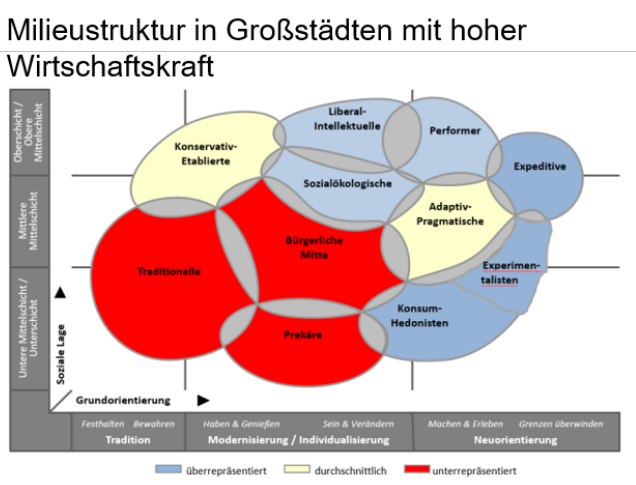 Milieustruktur in Großstädten mit hoher
Wirtschaftskraft
Oberschicht /
Obere
Mittelschicht
Mittlere
Mittelschicht
Untere Mittelschicht /
Unterschicht
Soziale Lage
Konservativ-
Etablierte
Liberal-
Intellektuelle
Performer
Expeditive
Sozialökologische
Adaptiv-
Pragmatische
Bürgerliche
Mitte
Traditionelle
Experimen-
talisten
Konsum-
Hedonisten
Prekäre
Grundorientierung
Festhalten Bewahren
Tradition
Haben & Genießen Sein & Verändern
Modernisierung / Individualisierung
Machen & Erleben Grenzen überwinden
Neuorientierung
überrepräsentiert durchschnittlich unterrepräsentiert